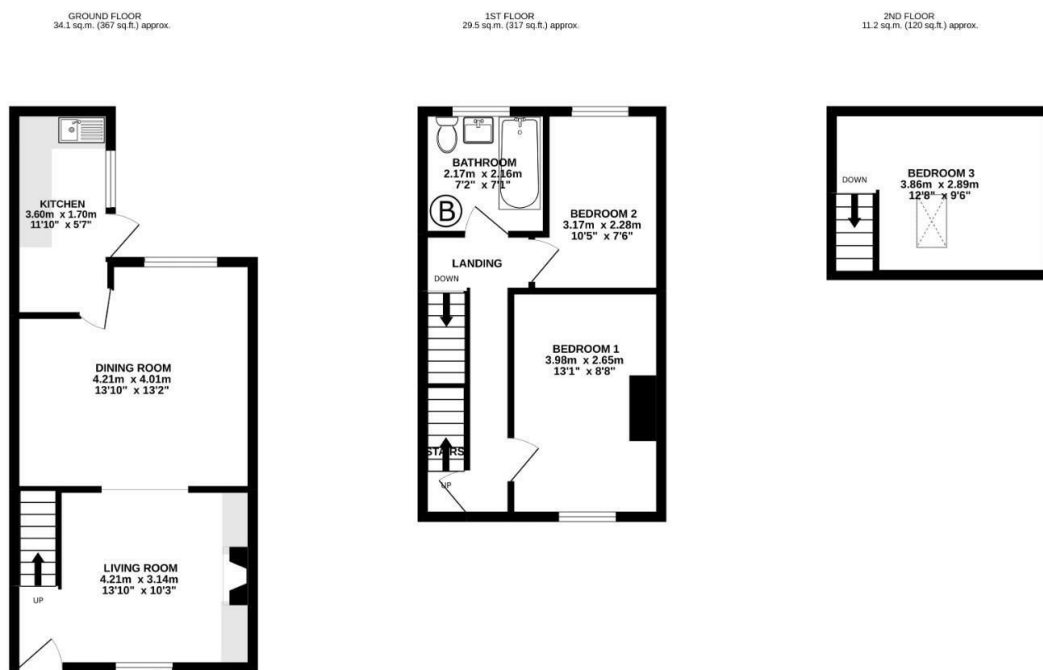 GROUND FLOOR
34.1 sq.m. (367 sq.ft.) approx.
1ST FLOOR
29.5 sq.m. (317 sq.ft.) approx.
2ND FLOOR
11.2 sq.m. (120 sq.ft.) approx.
KITCHEN
3.60m x 1.70m
11'10" x 5'7"
DINING ROOM
4.21m x 4.01m
13'10" x 13'2"
LIVING ROOM
4.21m x 3.14m
13'10" x 10'3"
UP
BATHROOM
2.17m x 2.16m
7'2" x 7'1"
B
BEDROOM 2
3.17m x 2.28m
10'5" x 7'6"
LANDING
DOWN
BEDROOM 1
3.98m x 2.65m
13'1" x 8'8"
STAIRS
UP
DOWN
BEDROOM 3
3.86m x 2.89m
12'8" x 9'6"